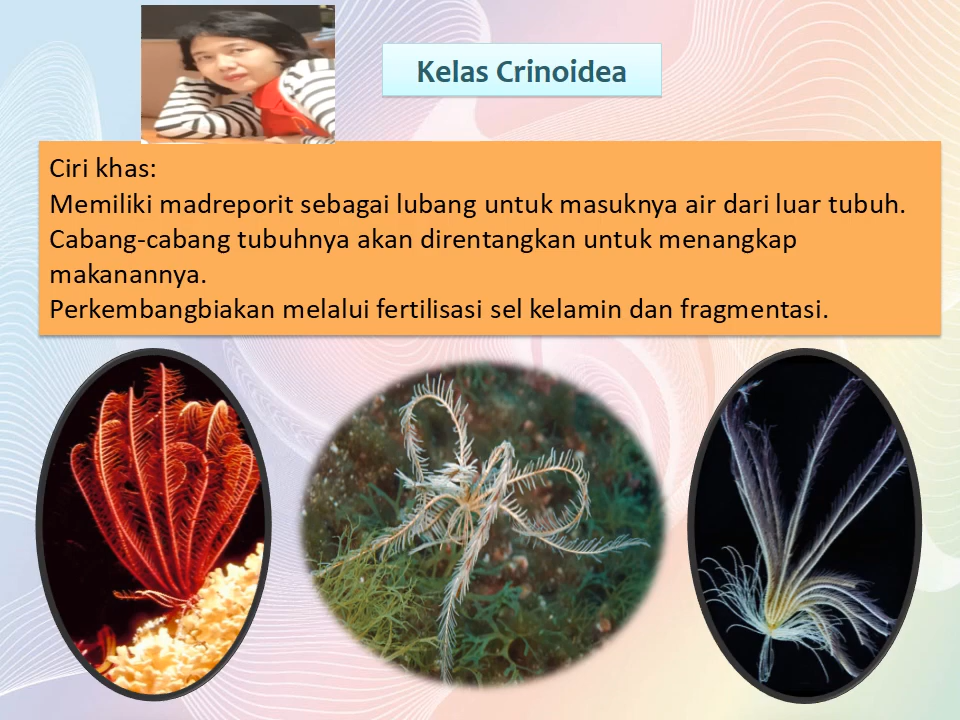 Kelas Crinoidea
Ciri khas:
Memiliki madreporit sebagai lubang untuk masuknya air dari luar tubuh.
Cabang-cabang tubuhnya akan direntangkan untuk menangkap
makanannya.
Perkembangbiakan melalui fertilisasi sel kelamin dan fragmentasi.